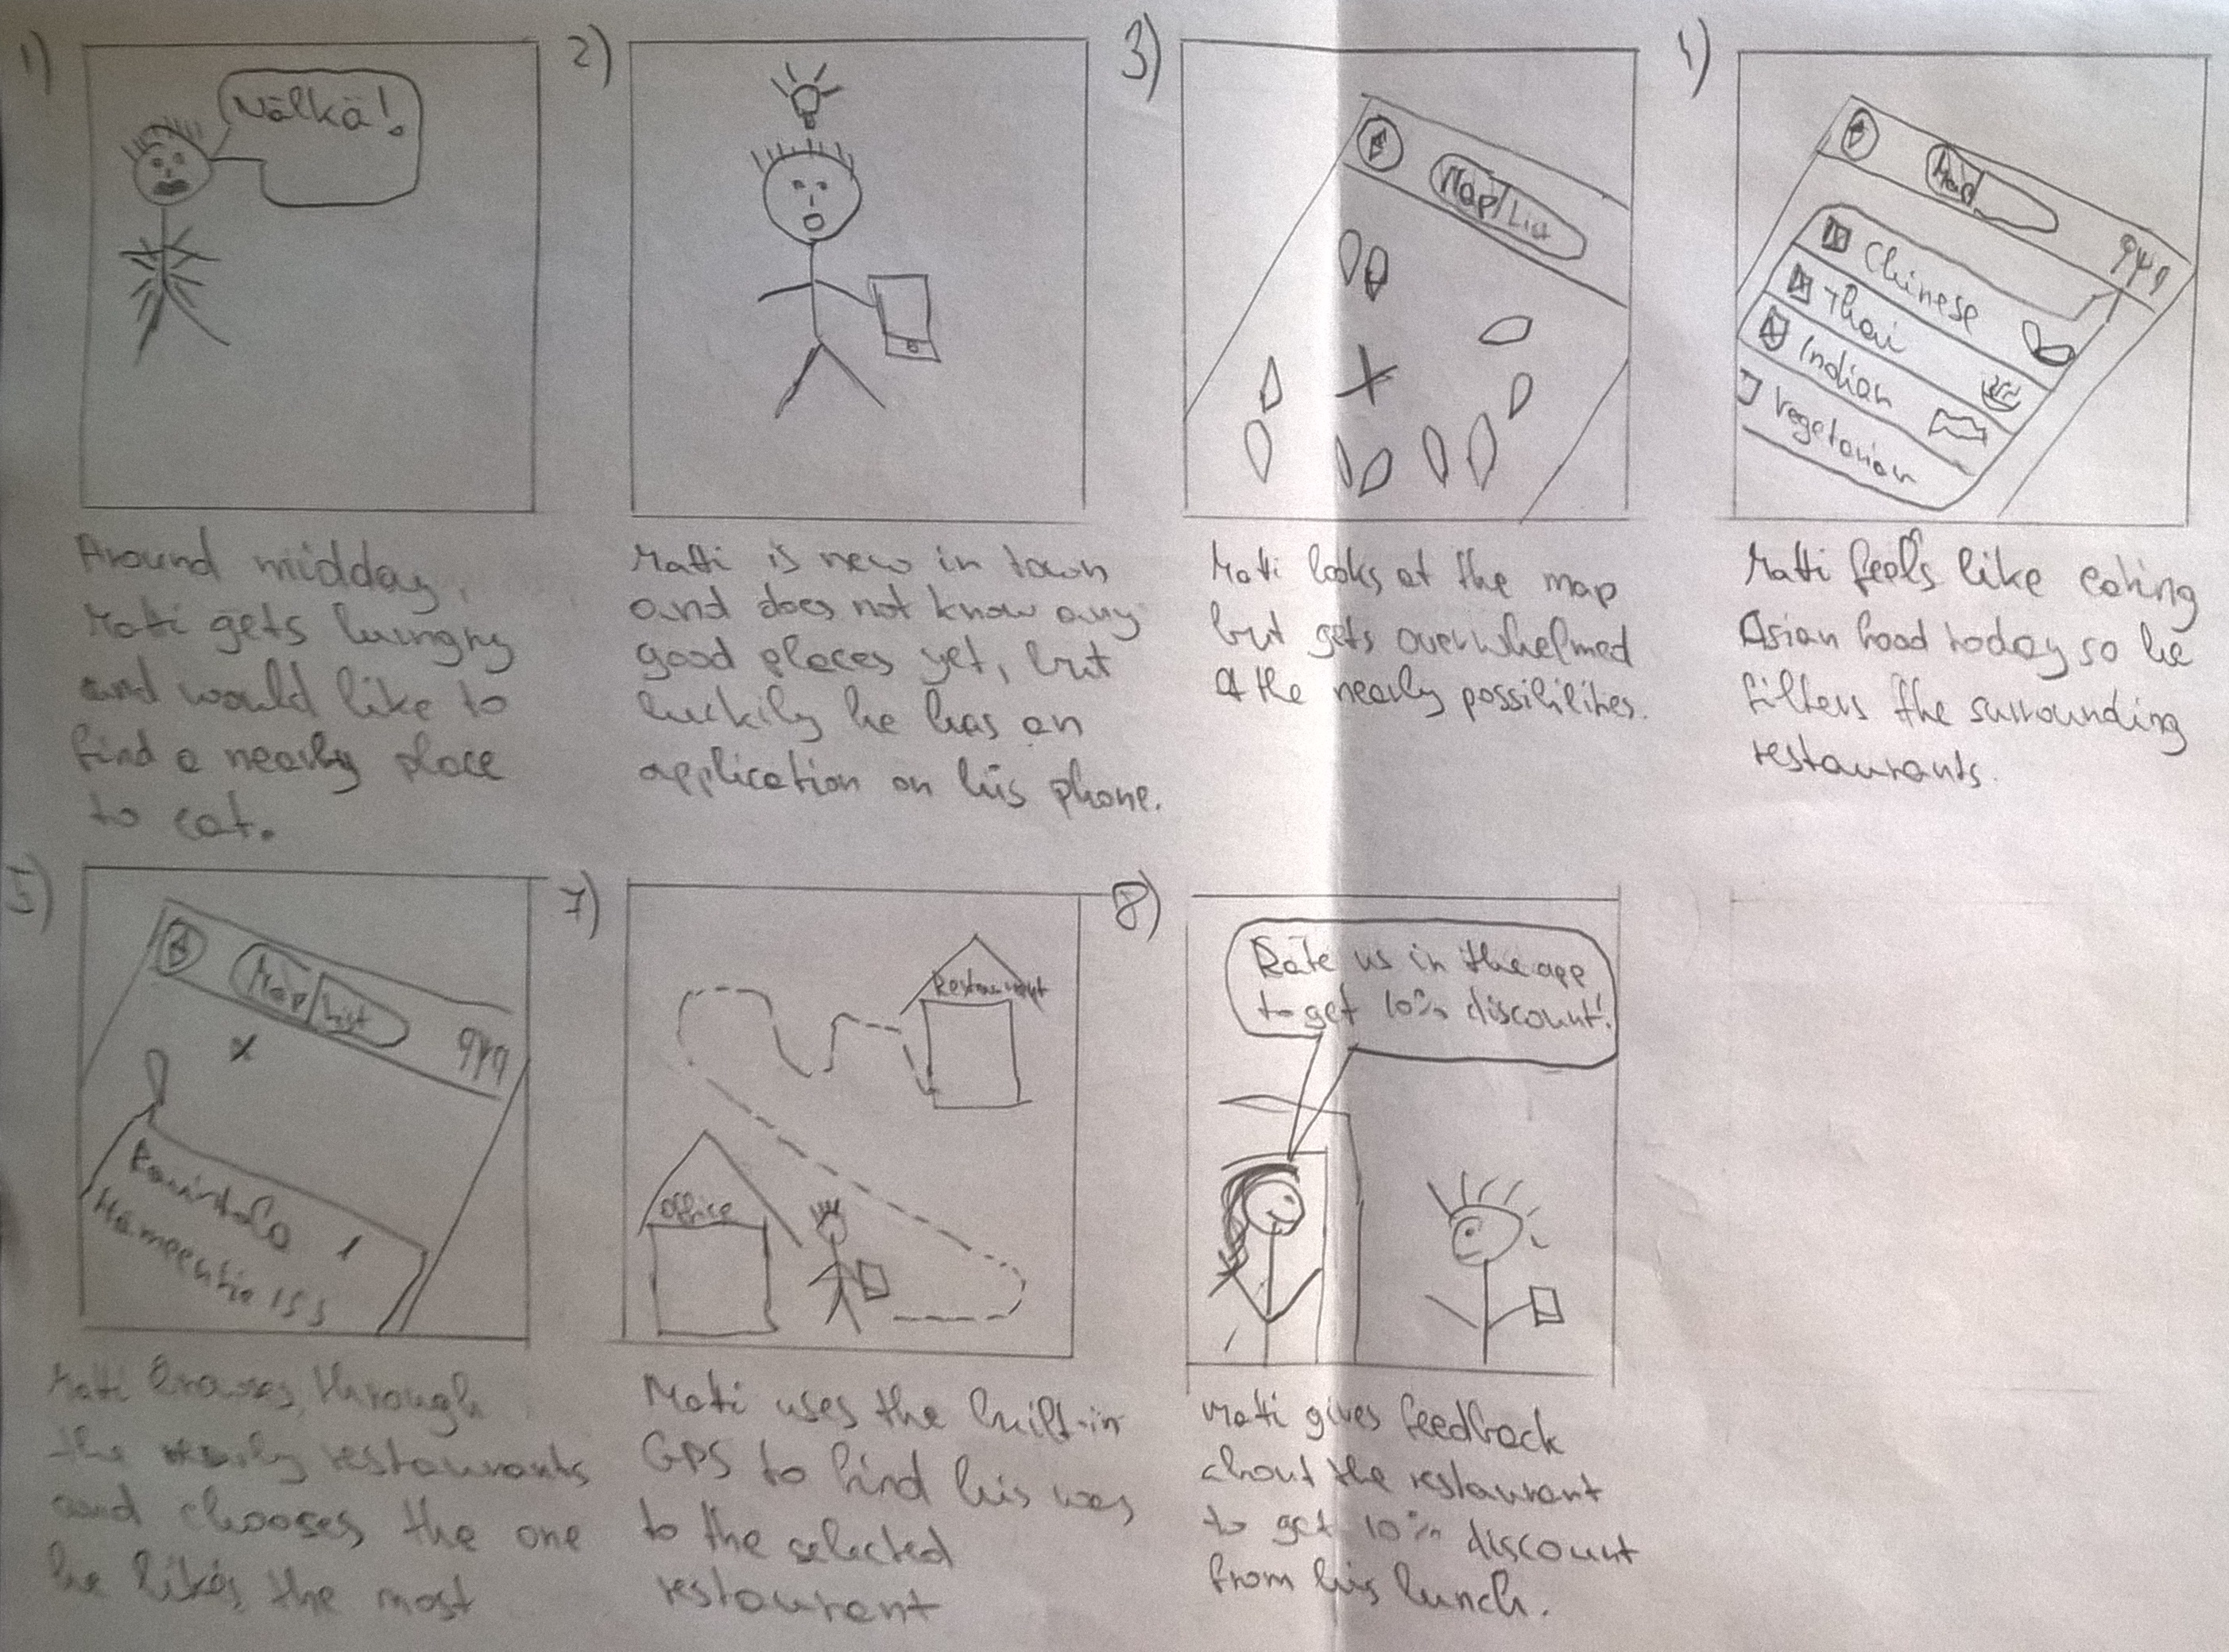 1)
Nälkä!
Around midday,
Matti gets hungry
and would like to
find a nearby place
to eat.
2)
Matti is new in town
and does not know any
good places yet, but
luckily he has an
application on his phone.
3)
Map/List
Matti looks at the map
but gets overwhelmed
of the nearby possibilities.
4)
Map
Chinese
Thai
Indian
Vegetarian
Matti feels like eating
Asian food today so he
filters the surrounding
restaurants.
5)
Map/List
Hämeentie 155
Matti browses through
the nearby restaurants
and chooses the one
he likes the most
7)
Restaurant
Office
Matti uses the built-in
GPS to find his way
to the selected
restaurant
8)
Rate us in the app
to get 10% discount!
Matti gives feedback
about the restaurant
to get 10% discount
from his lunch.